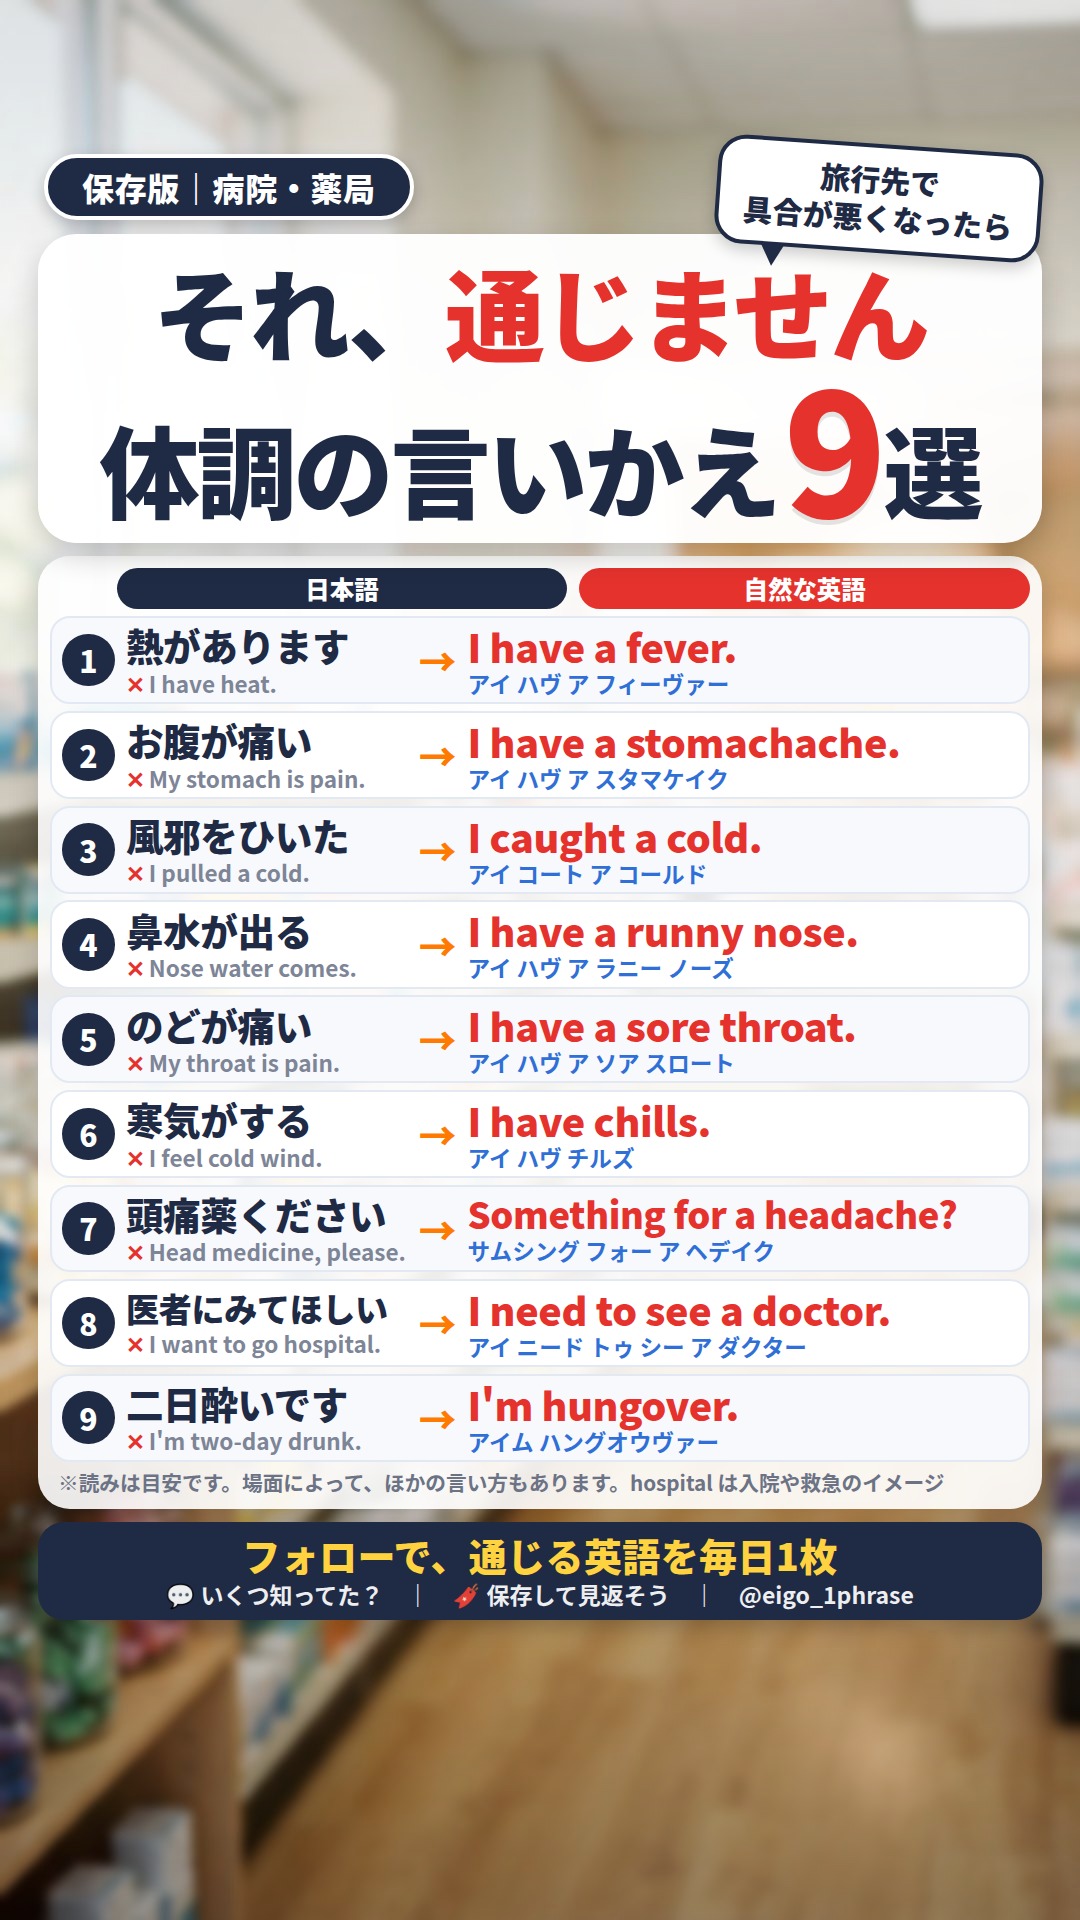 保存版｜病院・薬局
旅行先で
具合が悪くなったら
それ、通じません
体調の言いかえ9選
日本語
自然な英語
1 熱があります → I have a fever.
× I have heat.
アイ ハヴ ア フィーヴァー
2 お腹が痛い → I have a stomachache.
× My stomach is pain.
アイ ハヴ ア スタマケイク
3 風邪をひいた → I caught a cold.
× I pulled a cold.
アイ コート ア コールド
4 鼻水が出る → I have a runny nose.
× Nose water comes.
アイ ハヴ ア ラニー ノーズ
5 のどが痛い → I have a sore throat.
× My throat is pain.
アイ ハヴ ア ソア スロート
6 寒気がする → I have chills.
× I feel cold wind.
アイ ハヴ チルズ
7 頭痛薬ください → Something for a headache?
× Head medicine, please.
サムシング フォー ア ヘデイク
8 医者にみてほしい → I need to see a doctor.
× I want to go hospital.
アイ ニード トゥ シー ア ダクター
9 二日酔いです → I'm hungover.
× I'm two-day drunk.
アイム ハングオウヴァー
※読みは目安です。場面によって、ほかの言い方もあります。hospital は入院や救急のイメージ
フォローで、通じる英語を毎日1枚
💬 いくつ知ってた？ ｜ 🔖 保存して見返そう ｜ @eigo_1phrase